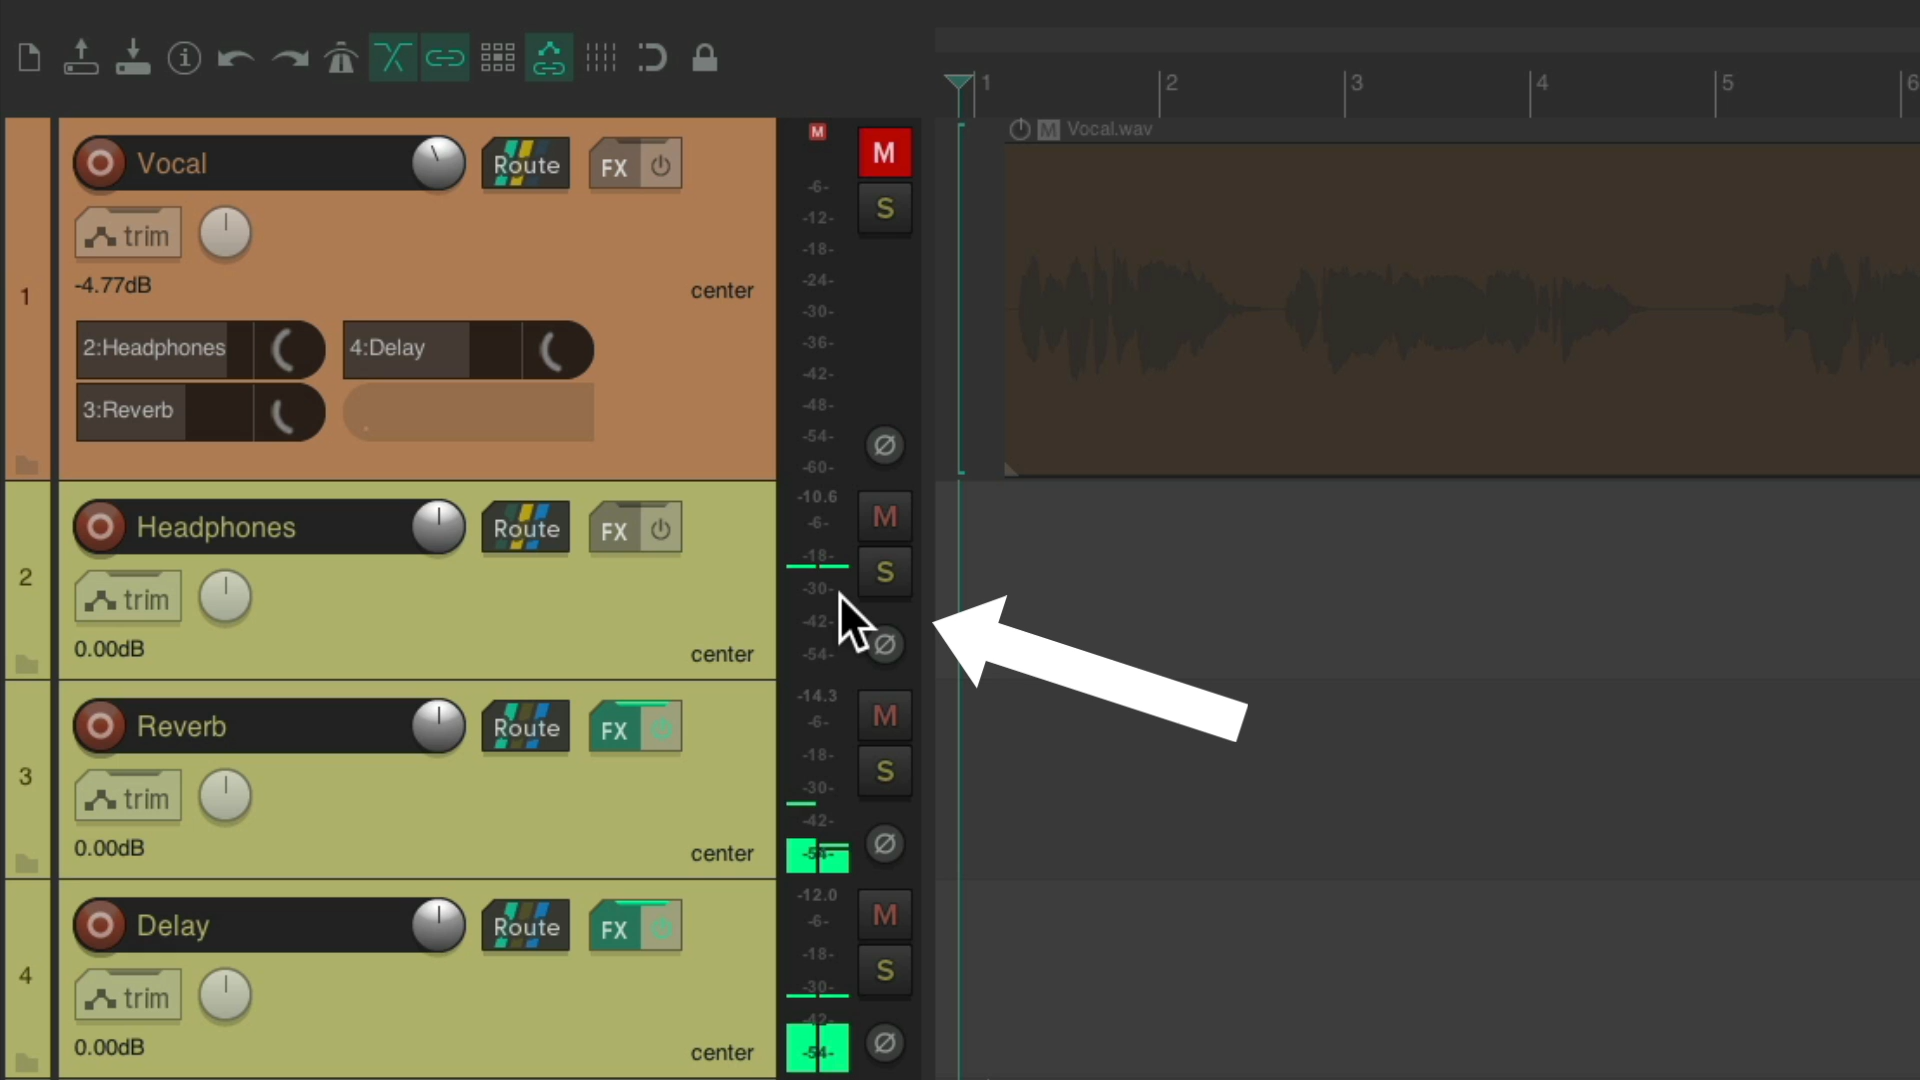 1 2 3 4 5 6
M Vocal.wav
1
Vocal
Route
FX
M
M
S
trim
-4.77dB
center
2:Headphones
4:Delay
3:Reverb
-6-
-12-
-18-
-24-
-30-
-36-
-42-
-48-
-54-
-60-
Ø
2
Headphones
Route
FX
trim
0.00dB
center
-10.6
-6-
-18-
-30-
-42-
-54-
M
S
Ø
3
Reverb
Route
FX
trim
0.00dB
center
-14.3
-6-
-18-
-30-
-42-
-54-
M
S
Ø
4
Delay
Route
FX
trim
0.00dB
center
-12.0
-6-
-18-
-30-
-42-
-54-
M
S
Ø